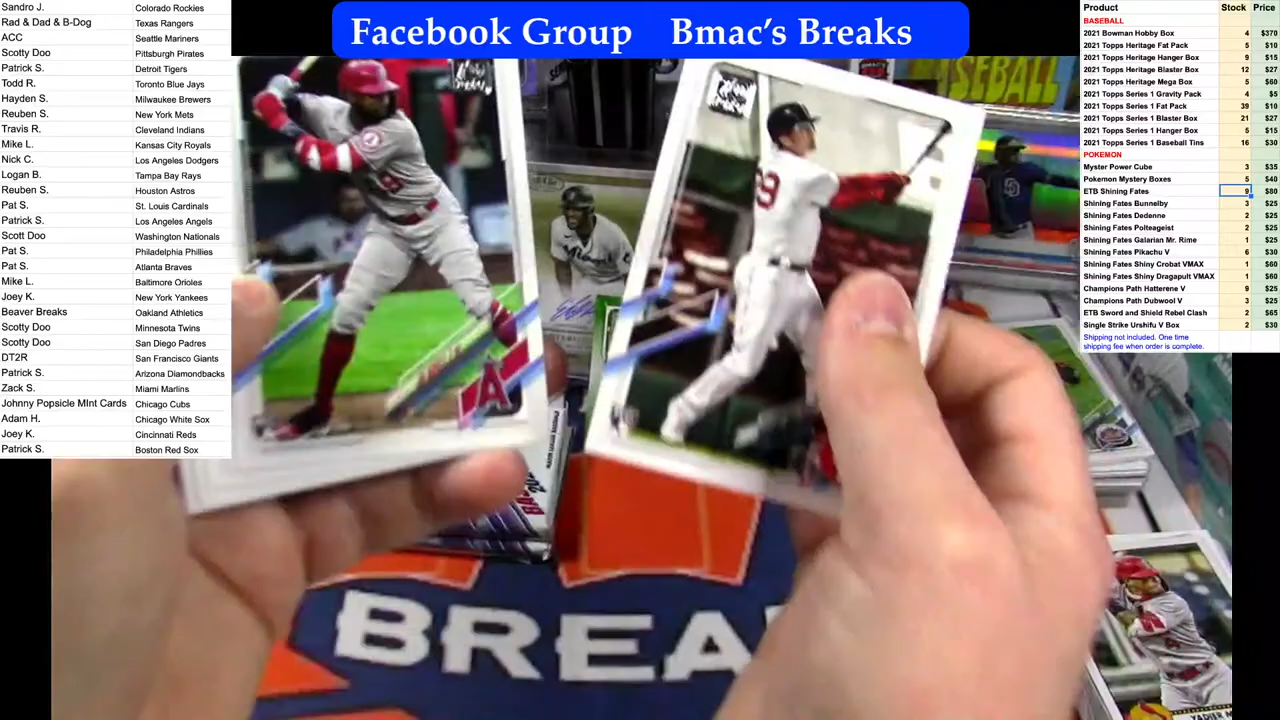 Facebook Group Bmac's Breaks
Sandro J. Colorado Rockies
Rad & Dad & B-Dog Texas Rangers
ACC Seattle Mariners
Scotty Doo Pittsburgh Pirates
Patrick S. Detroit Tigers
Todd R. Toronto Blue Jays
Hayden S. Milwaukee Brewers
Reuben S. New York Mets
Travis R. Cleveland Indians
Mike L. Kansas City Royals
Nick C. Los Angeles Dodgers
Logan B. Tampa Bay Rays
Reuben S. Houston Astros
Pat S. St. Louis Cardinals
Patrick S. Los Angeles Angels
Scott Doo Washington Nationals
Pat S. Philadelphia Phillies
Pat S. Atlanta Braves
Mike L. Baltimore Orioles
Joey K. New York Yankees
Beaver Breaks Oakland Athletics
Scotty Doo Minnesota Twins
Scotty Doo San Diego Padres
DT2R San Francisco Giants
Patrick S. Arizona Diamondbacks
Zack S. Miami Marlins
Johnny Popsicle MInt Cards Chicago Cubs
Adam H. Chicago White Sox
Joey K. Cincinnati Reds
Patrick S. Boston Red Sox
Product Stock Price
BASEBALL
2021 Bowman Hobby Box 4 $370
2021 Topps Heritage Fat Pack 5 $10
2021 Topps Heritage Hanger Box 9 $15
2021 Topps Heritage Blaster Box 12 $27
2021 Topps Heritage Mega Box 5 $60
2021 Topps Series 1 Gravity Pack 4 $5
2021 Topps Series 1 Fat Pack 39 $10
2021 Topps Series 1 Blaster Box 21 $27
2021 Topps Series 1 Hanger Box 5 $15
2021 Topps Series 1 Baseball Tins 16 $30
POKEMON
Myster Power Cube 3 $35
Pokemon Mystery Boxes 5 $40
ETB Shining Fates 9 $80
Shining Fates Bunnelby 3 $25
Shining Fates Dedenne 2 $25
Shining Fates Polteageist 2 $25
Shining Fates Galarian Mr. Rime 1 $25
Shining Fates Pikachu V 6 $30
Shining Fates Shiny Crobat VMAX 1 $60
Shining Fates Shiny Dragapult VMAX 1 $60
Champions Path Hatterene V 9 $25
Champions Path Dubwool V 3 $25
ETB Sword and Shield Rebel Clash 2 $65
Single Strike Urshifu V Box 2 $30
Shipping not included. One time
shipping fee when order is complete.
SEBALL
Miami
89
A
BREA